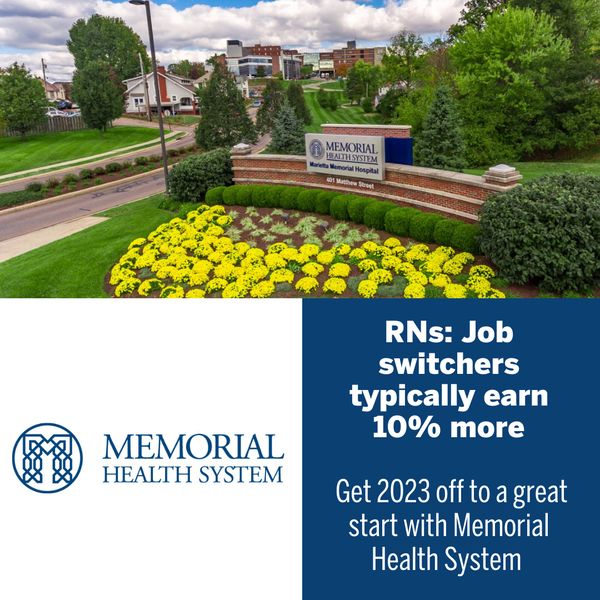 MEMORIAL
HEALTH SYSTEM
Marietta Memorial Hospital
401 Matthew Street
MEMORIAL
HEALTH SYSTEM
RNs: Job
switchers
typically earn
10% more
Get 2023 off to a great
start with Memorial
Health System